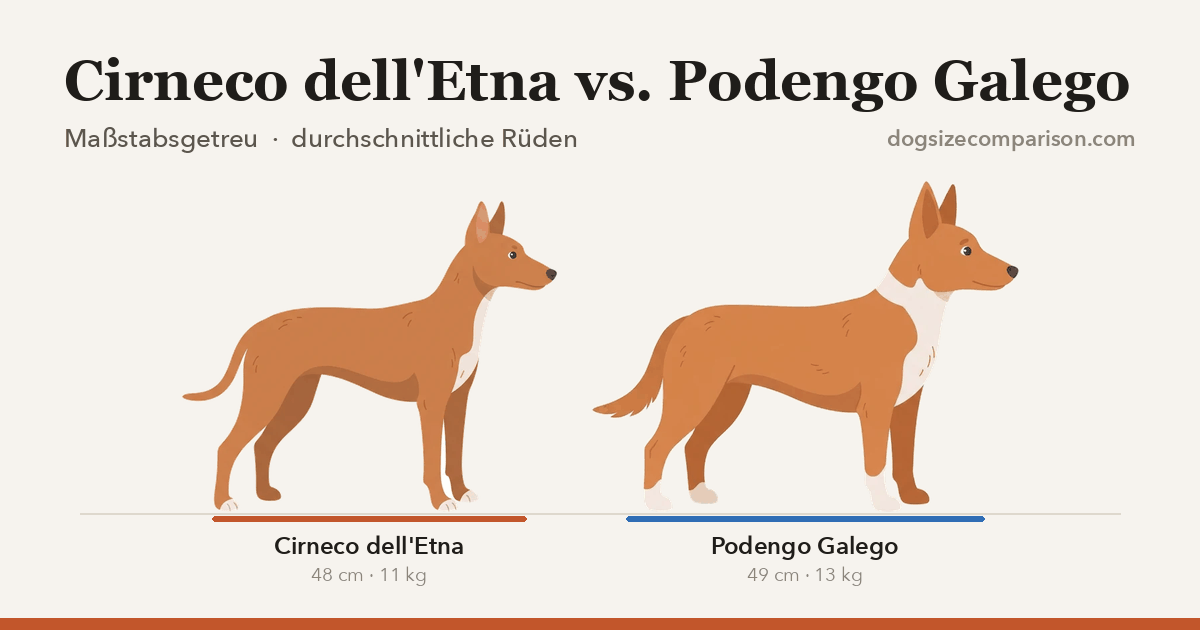 Cirneco dell'Etna vs. Podengo Galego
Maßstabsgetreu · durchschnittliche Rüden
dogsizecomparison.com
Cirneco dell'Etna
48 cm · 11 kg
Podengo Galego
49 cm · 13 kg